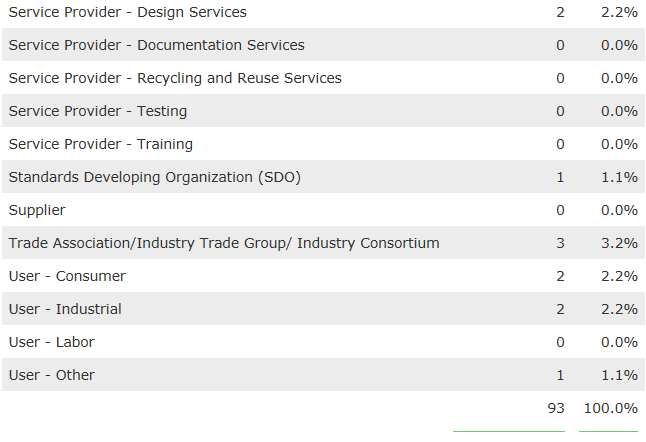 Service Provider - Design Services 2 2.2%
Service Provider - Documentation Services 0 0.0%
Service Provider - Recycling and Reuse Services 0 0.0%
Service Provider - Testing 0 0.0%
Service Provider - Training 0 0.0%
Standards Developing Organization (SDO) 1 1.1%
Supplier 0 0.0%
Trade Association/Industry Trade Group/ Industry Consortium 3 3.2%
User - Consumer 2 2.2%
User - Industrial 2 2.2%
User - Labor 0 0.0%
User - Other 1 1.1%
93 100.0%